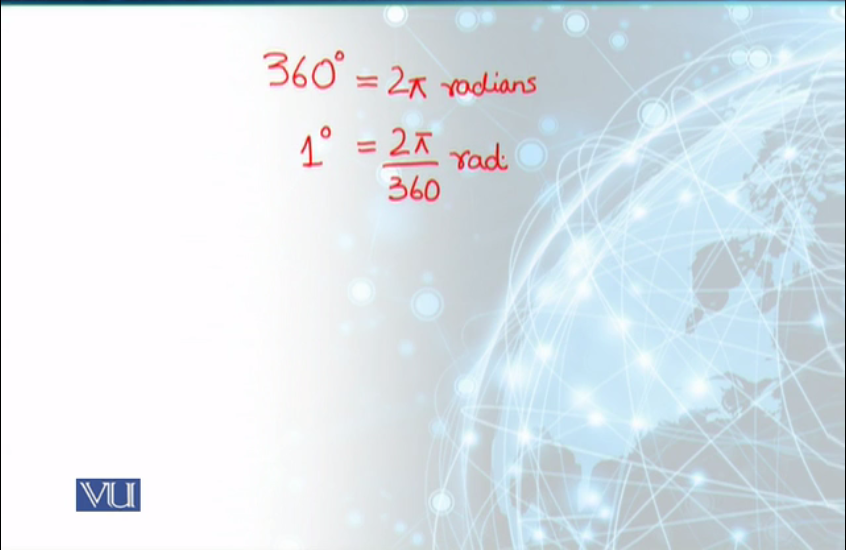 360° = 2π radians
1° = 2π/360 rad.
VU